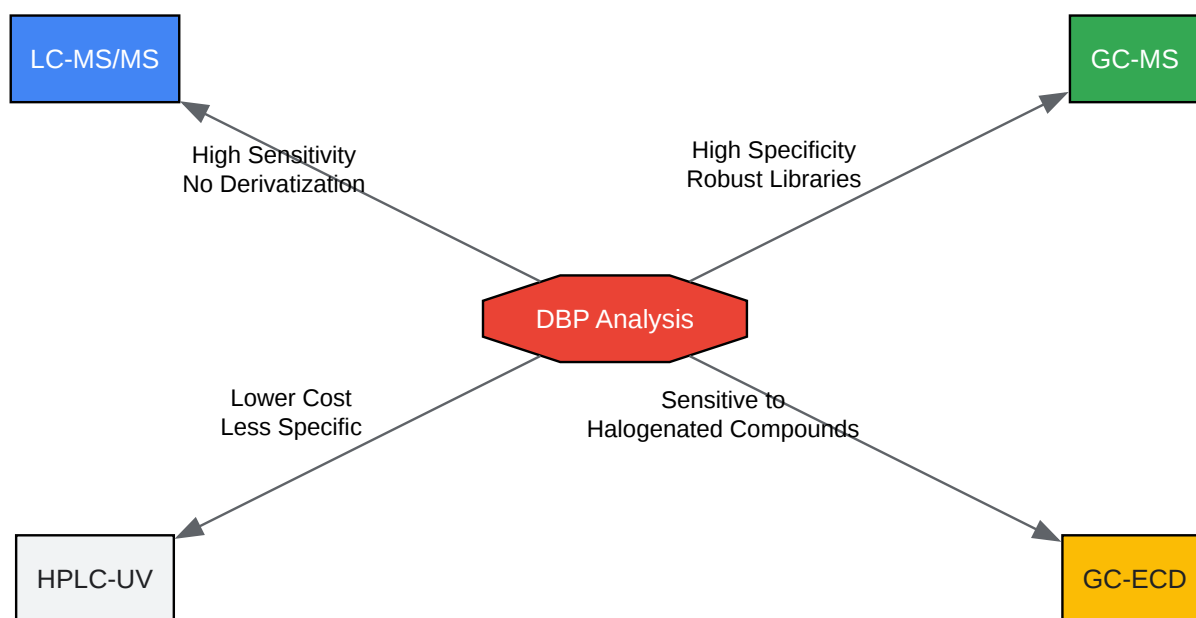 LC-MS/MS
GC-MS
High Sensitivity
No Derivatization
High Specificity
Robust Libraries
DBP Analysis
Lower Cost
Less Specific
Sensitive to
Halogenated Compounds
HPLC-UV
GC-ECD